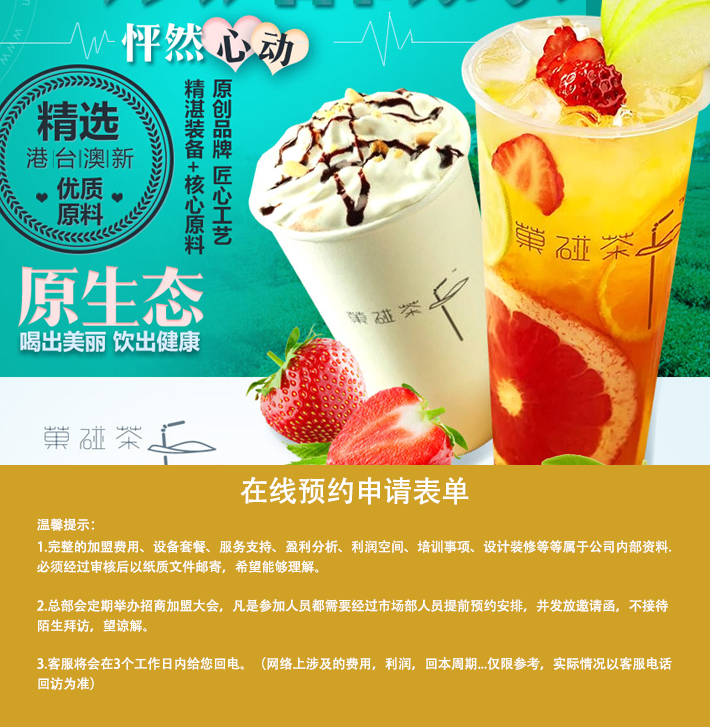 怦然心动
精选
港|台|澳|新
优质
原料
原创品牌 匠心工艺
精湛装备+核心原料
原生态
喝出美丽 饮出健康
菓碰茶
菓碰茶
菓碰茶
在线预约申请表单
温馨提示：
1.完整的加盟费用、设备套餐、服务支持、盈利分析、利润空间、培训事项、设计装修等等属于公司内部资料.
必须经过审核后以纸质文件邮寄，希望能够理解。
2.总部会定期举办招商加盟大会，凡是参加人员都需要经过市场部人员提前预约安排，并发放邀请函，不接待
陌生拜访，望谅解。
3.客服将会在3个工作日内给您回电。（网络上涉及的费用，利润，回本周期...仅限参考，实际情况以客服电话
回访为准）